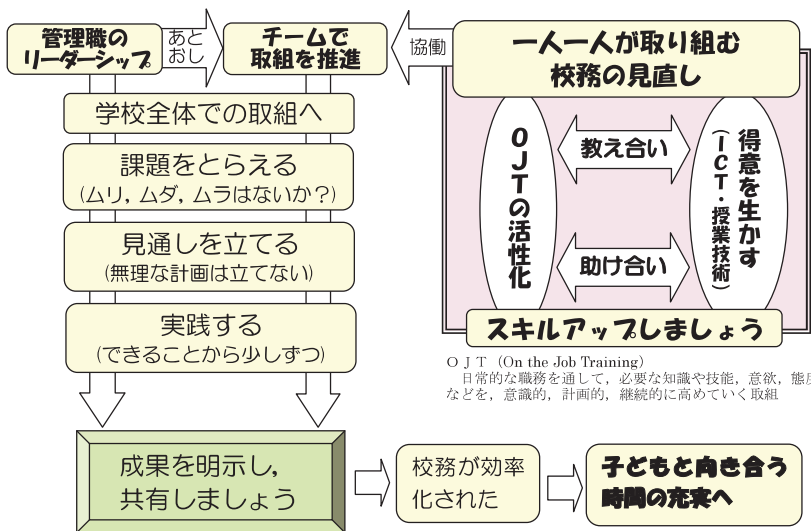 管理職の
リーダーシップ
あと
おし
チームで
取組を推進
協働
一人一人が取り組む
校務の見直し
学校全体での取組へ
課題をとらえる
(ムリ，ムダ，ムラはないか？)
見通しを立てる
(無理な計画は立てない)
実践する
(できることから少しずつ)
OJTの活性化
教え合い
助け合い
得意を生かす
(ICT・授業技術)
スキルアップしましょう
ＯＪＴ（On the Job Training）
日常的な職務を通して，必要な知識や技能，意欲，態度
などを，意識的，計画的，継続的に高めていく取組
成果を明示し，
共有しましょう
校務が効率
化された
子どもと向き合う
時間の充実へ